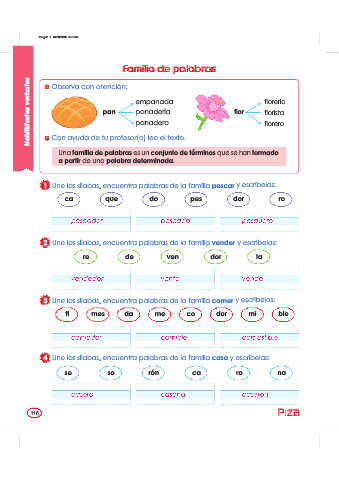 Familia de palabras
Habilidades verbales
Observa con atención:
pan
empanada
panadería
panadero
flor
florería
florista
florero
Con ayuda de tu profesor(a) lee el texto.
Una familia de palabras es un conjunto de términos que se han formado
a partir de una palabra determinada.
1 Une las sílabas, encuentra palabras de la familia pescar y escríbelas:
ca que do pes dor ro
pescador pescado pesquero
2 Une las sílabas, encuentra palabras de la familia vender y escríbelas:
re de ven dor ta
vendedor venta vende
3 Une las sílabas, encuentra palabras de la familia comer y escríbelas:
ti mes da me co dor mi ble
comedor comida comestible
4 Une las sílabas, encuentra palabras de la familia casa y escríbelas:
se so rón ca ro na
casero casona caserón
116